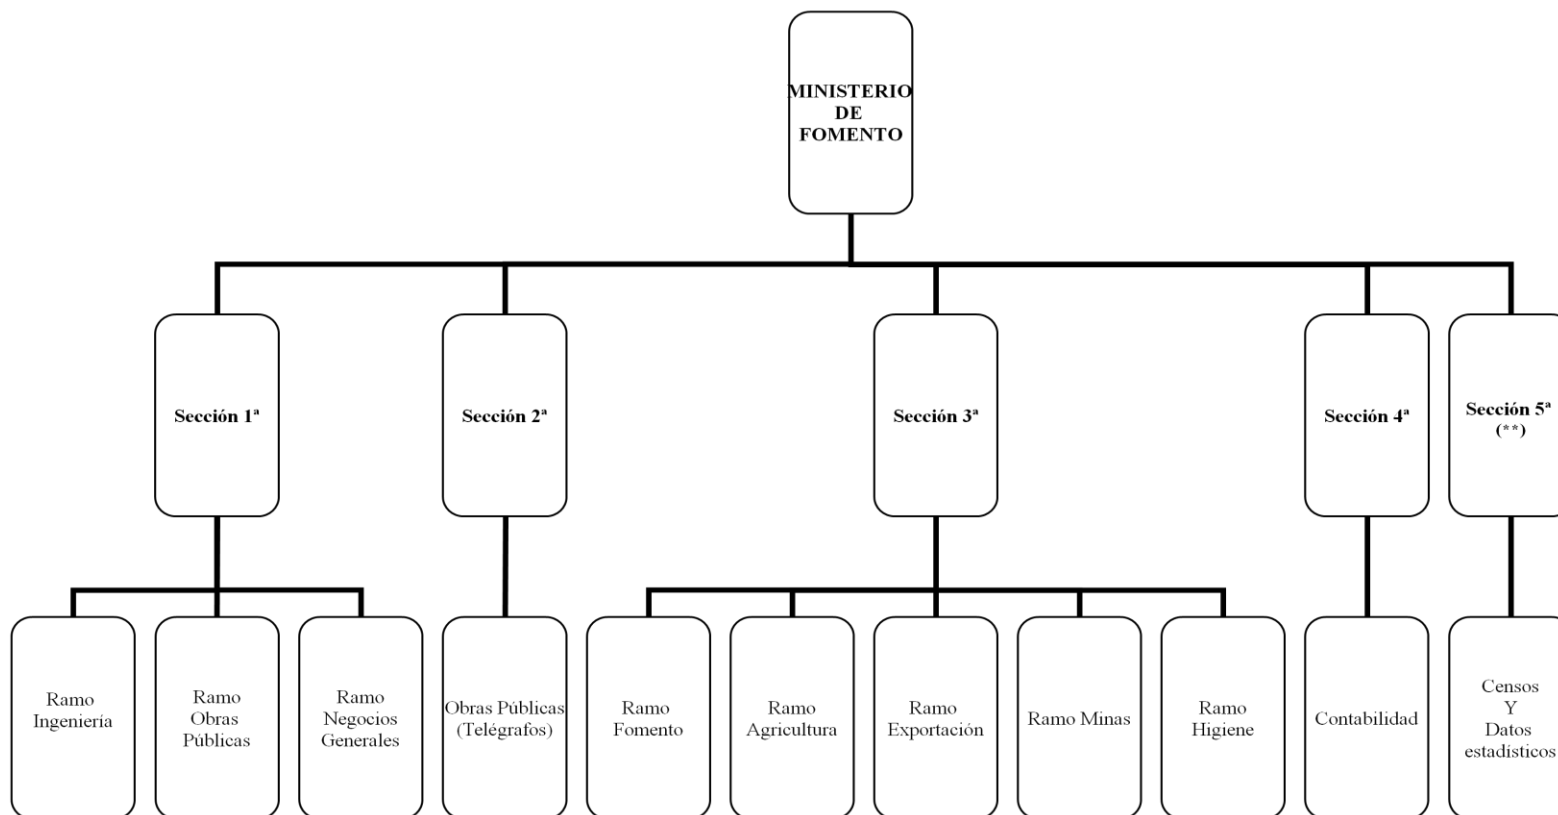 MINISTERIO
DE
FOMENTO
Sección 1ª
Sección 2ª
Sección 3ª
Sección 4ª
Sección 5ª
(**)
Ramo
Ingeniería
Ramo
Obras
Públicas
Ramo
Negocios
Generales
Obras Públicas
(Telégrafos)
Ramo
Fomento
Ramo
Agricultura
Ramo
Exportación
Ramo Minas
Ramo
Higiene
Contabilidad
Censos
Y
Datos
estadísticos